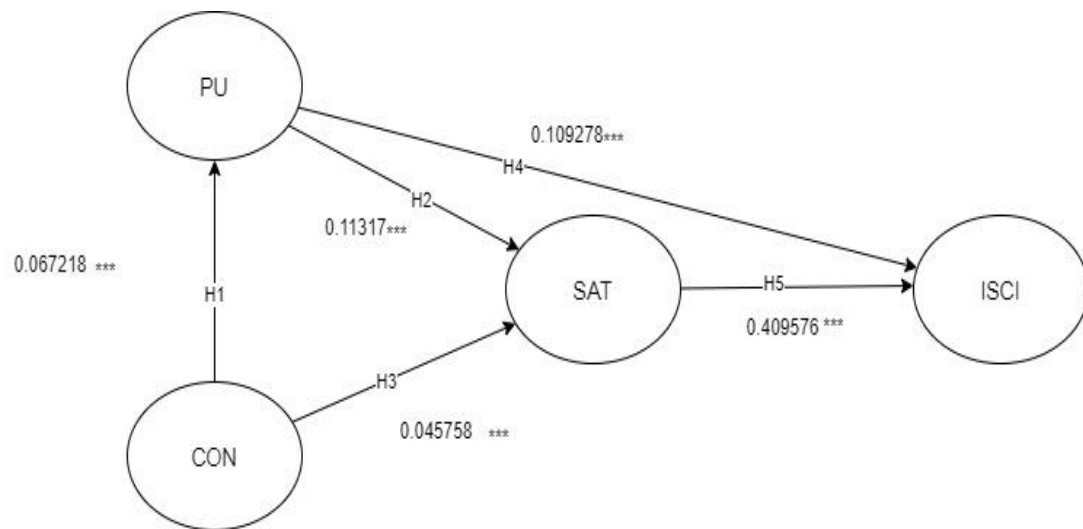 PU
0.109278***
H4
H2
0.11317***
0.067218 ***
H1
SAT
H5
ISCI
0.409576 ***
H3
0.045758 ***
CON